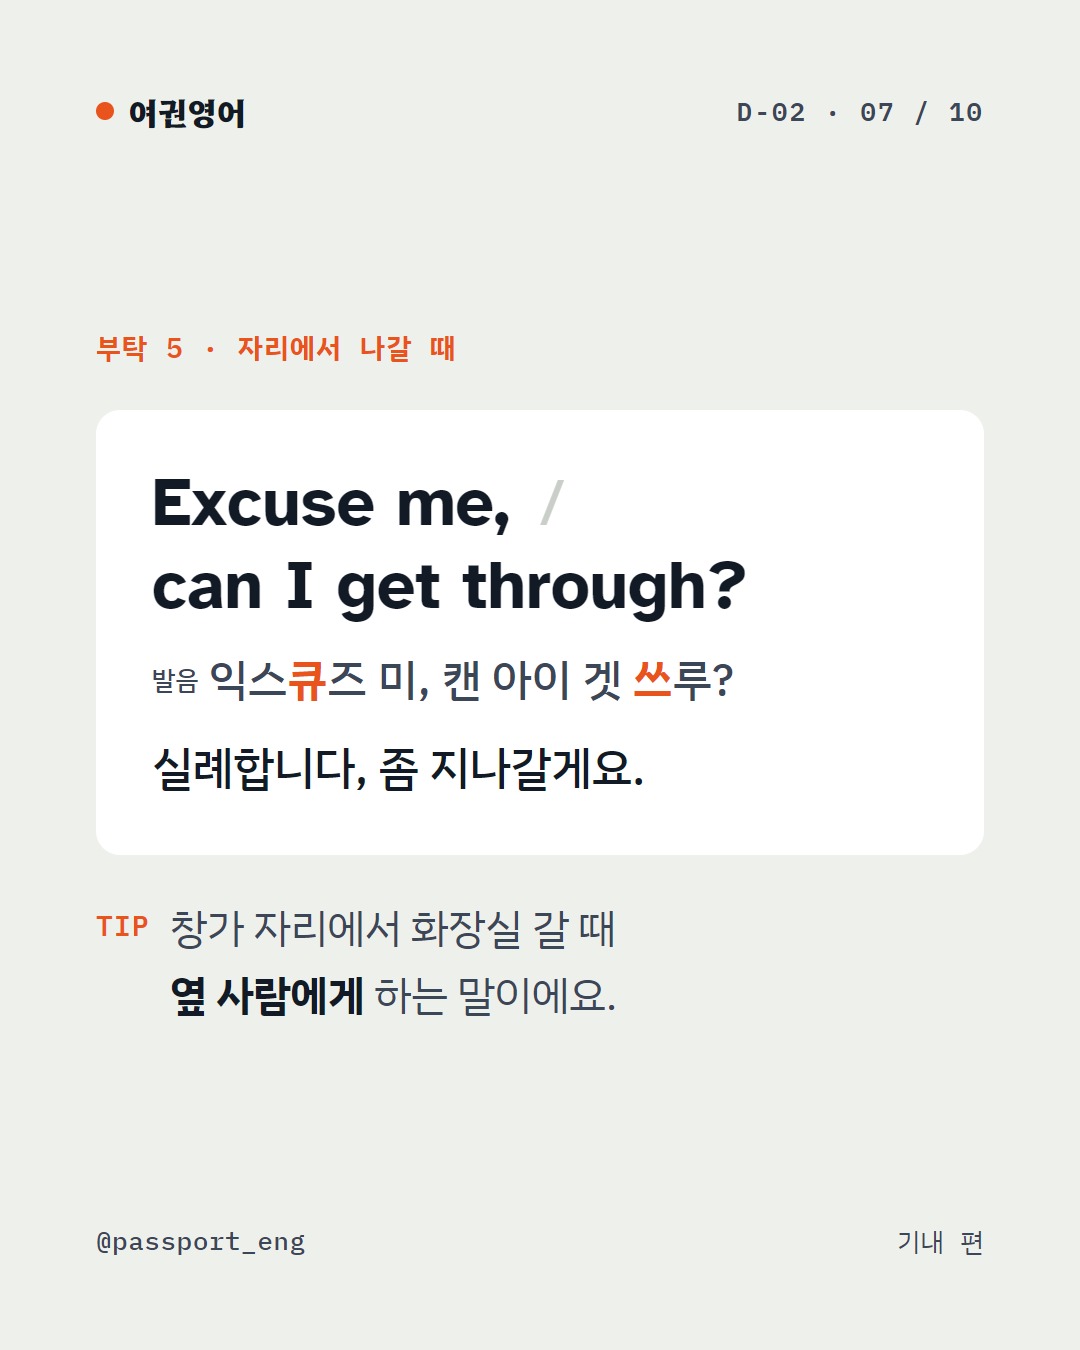 여권영어
D-02 · 07 / 10
부탁 5 · 자리에서 나갈 때
Excuse me, /
can I get through?
발음 익스큐즈 미, 캔 아이 겟 쓰루?
실례합니다, 좀 지나갈게요.
TIP 창가 자리에서 화장실 갈 때
옆 사람에게 하는 말이에요.
@passport_eng
기내 편